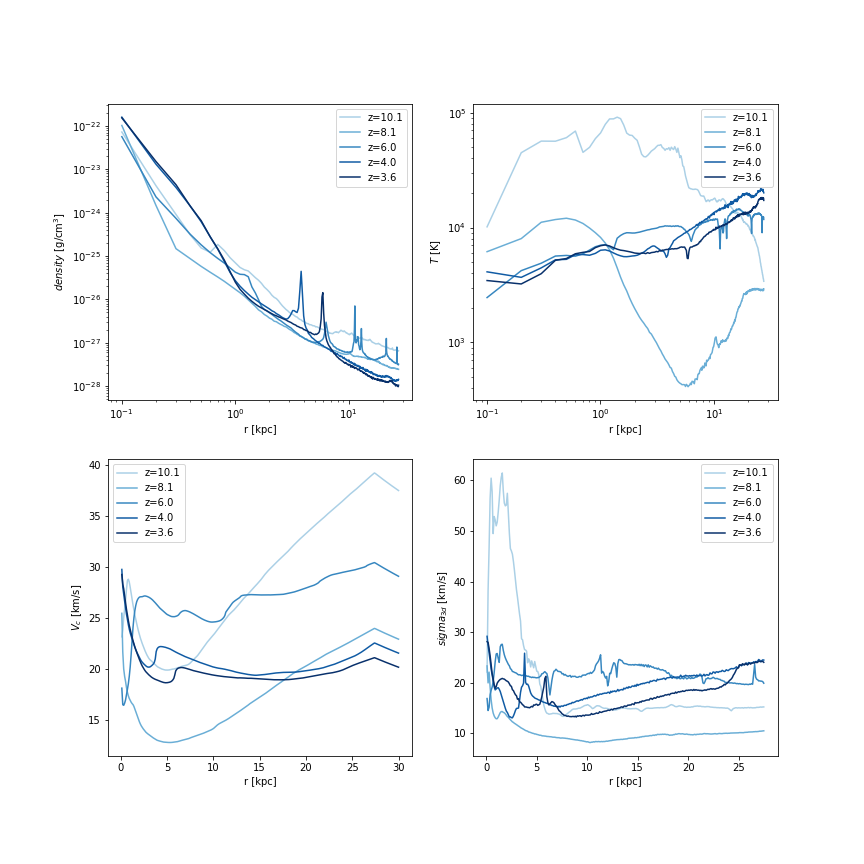 density [g/cm³]
10⁻²²
10⁻²³
10⁻²⁴
10⁻²⁵
10⁻²⁶
10⁻²⁷
10⁻²⁸
z=10.1
z=8.1
z=6.0
z=4.0
z=3.6
10⁻¹ 10⁰ 10¹
r [kpc]
T [K]
10⁵
10⁴
10³
z=10.1
z=8.1
z=6.0
z=4.0
z=3.6
10⁻¹ 10⁰ 10¹
r [kpc]
V_c [km/s]
40
35
30
25
20
15
z=10.1
z=8.1
z=6.0
z=4.0
z=3.6
0 5 10 15 20 25 30
r [kpc]
sigma_3d [km/s]
60
50
40
30
20
10
z=10.1
z=8.1
z=6.0
z=4.0
z=3.6
0 5 10 15 20 25
r [kpc]